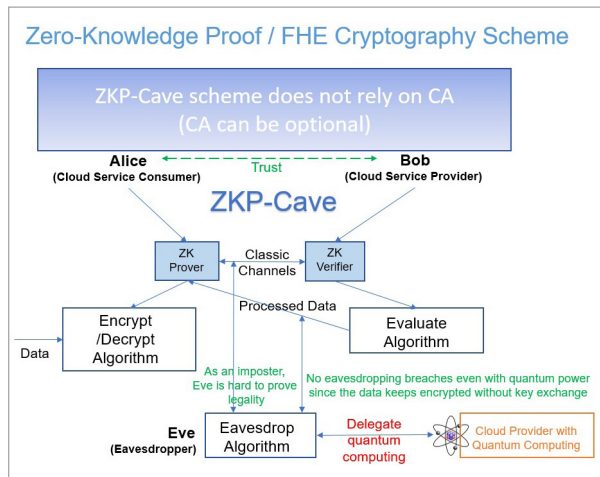 Zero-Knowledge Proof / FHE Cryptography Scheme
ZKP-Cave scheme does not rely on CA
(CA can be optional)
Alice
(Cloud Service Consumer)
Trust
Bob
(Cloud Service Provider)
ZKP-Cave
ZK
Prover
Classic
Channels
ZK
Verifier
Processed Data
Encrypt
/Decrypt
Algorithm
Evaluate
Algorithm
Data
As an imposter,
Eve is hard to prove
legality
No eavesdropping breaches even with quantum power
since the data keeps encrypted without key exchange
Eve
(Eavesdropper)
Eavesdrop
Algorithm
Delegate
quantum
computing
Cloud Provider with
Quantum Computing